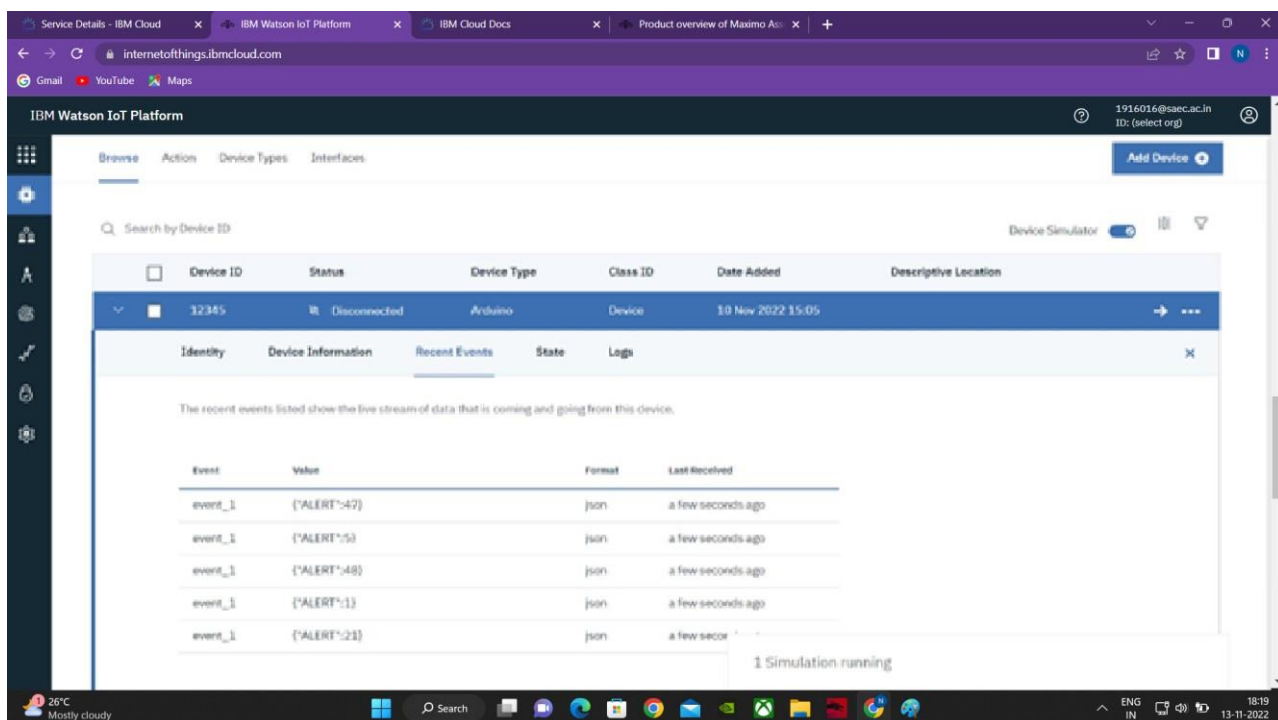 Service Details - IBM Cloud IBM Watson IoT Platform IBM Cloud Docs Product overview of Maximo Ass
internetofthings.ibmcloud.com N
Gmail YouTube Maps
IBM Watson IoT Platform
1916016@saec.ac.in
ID: (select org)
Browse Action Device Types Interfaces Add Device
Search by Device ID Device Simulator
Device ID Status Device Type Class ID Date Added Descriptive Location
12345 Disconnected Arduino Device 10 Nov 2022 15:05
Identity Device Information Recent Events State Logs
The recent events listed show the live stream of data that is coming and going from this device.
Event Value Format Last Received
event_1 {"ALERT":47} json a few seconds ago
event_1 {"ALERT":5} json a few seconds ago
event_1 {"ALERT":48} json a few seconds ago
event_1 {"ALERT":1} json a few seconds ago
event_1 {"ALERT":21} json a few
1 Simulation running
1 26°C
Mostly cloudy
Search
ENG
IN
18:19
13-11-2022